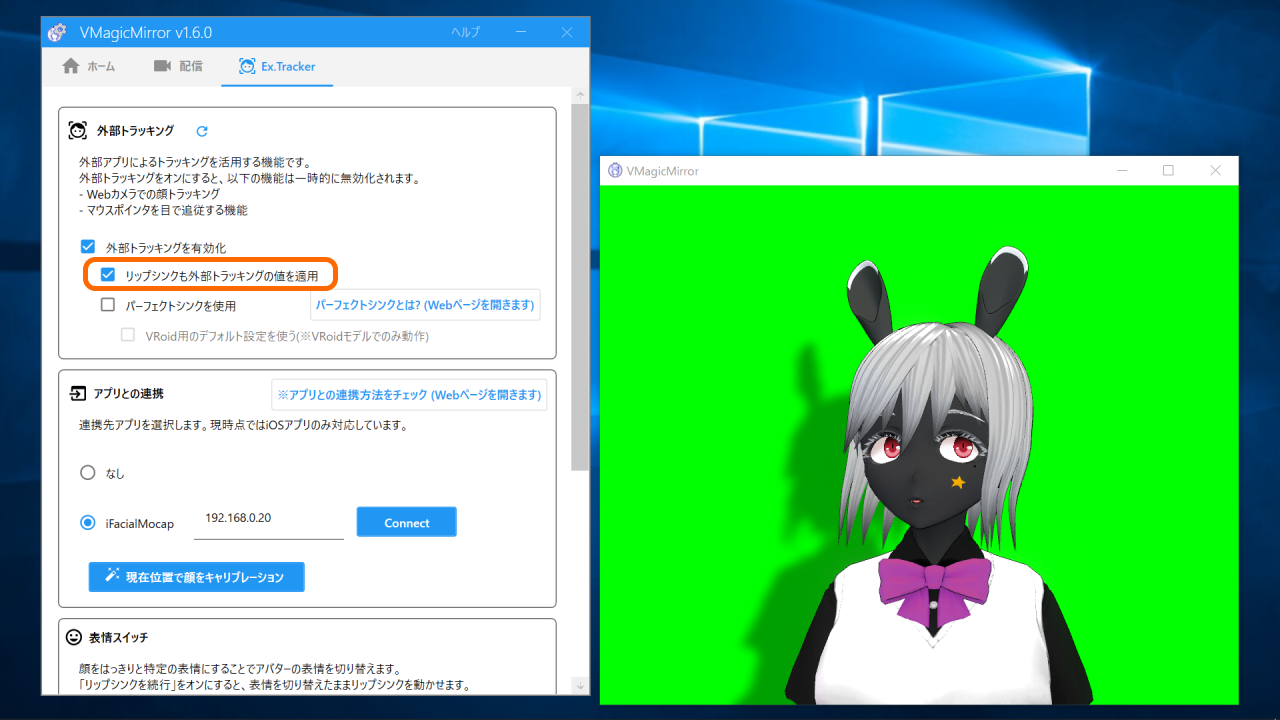 VMagicMirror v1.6.0
ヘルプ
ホーム
配信
Ex.Tracker
外部トラッキング
外部アプリによるトラッキングを活用する機能です。
外部トラッキングをオンにすると、以下の機能は一時的に無効化されます。
- Webカメラでの顔トラッキング
- マウスポインタを目で追従する機能
外部トラッキングを有効化
リップシンクも外部トラッキングの値を適用
パーフェクトシンクを使用
パーフェクトシンクとは? (Webページを開きます)
VRoid用のデフォルト設定を使う(※VRoidモデルでのみ動作)
アプリとの連携
※アプリとの連携方法をチェック (Webページを開きます)
連携先アプリを選択します。現時点ではiOSアプリのみ対応しています。
なし
iFacialMocap
192.168.0.20
Connect
現在位置で顔をキャリブレーション
表情スイッチ
顔をはっきりと特定の表情にすることでアバターの表情を切り替えます。
「リップシンクを続行」をオンにすると、表情を切り替えたままリップシンクを動かせます。
VMagicMirror